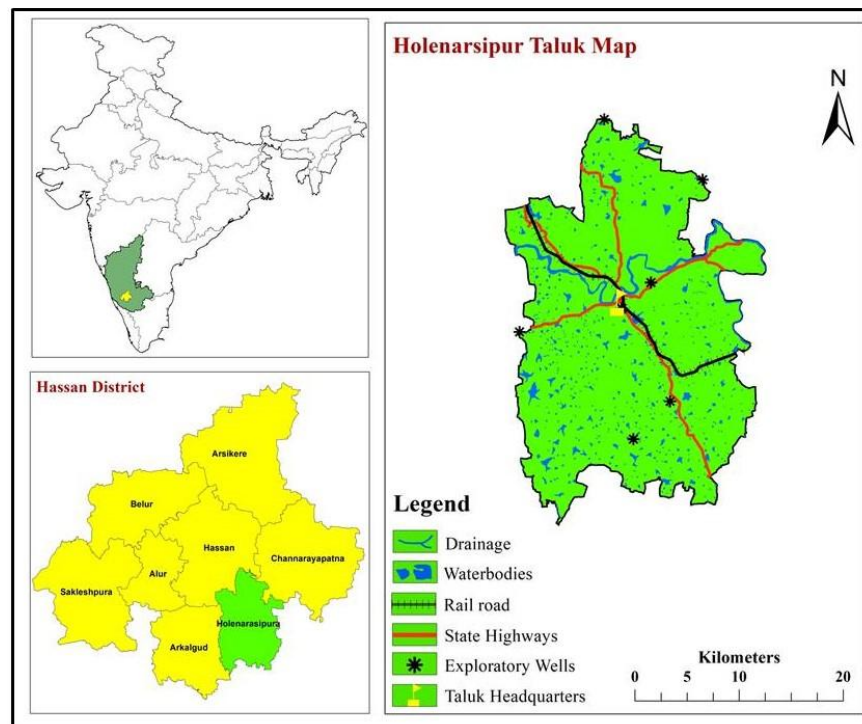 Holenarsipur Taluk Map
N
Hassan District
Arsikere
Belur
Hassan
Channarayapatna
Alur
Sakleshpura
Holenarasipura
Arkalgud
Legend
Drainage
Waterbodies
Rail road
State Highways
Exploratory Wells
Taluk Headquarters
Kilometers
0 5 10 20